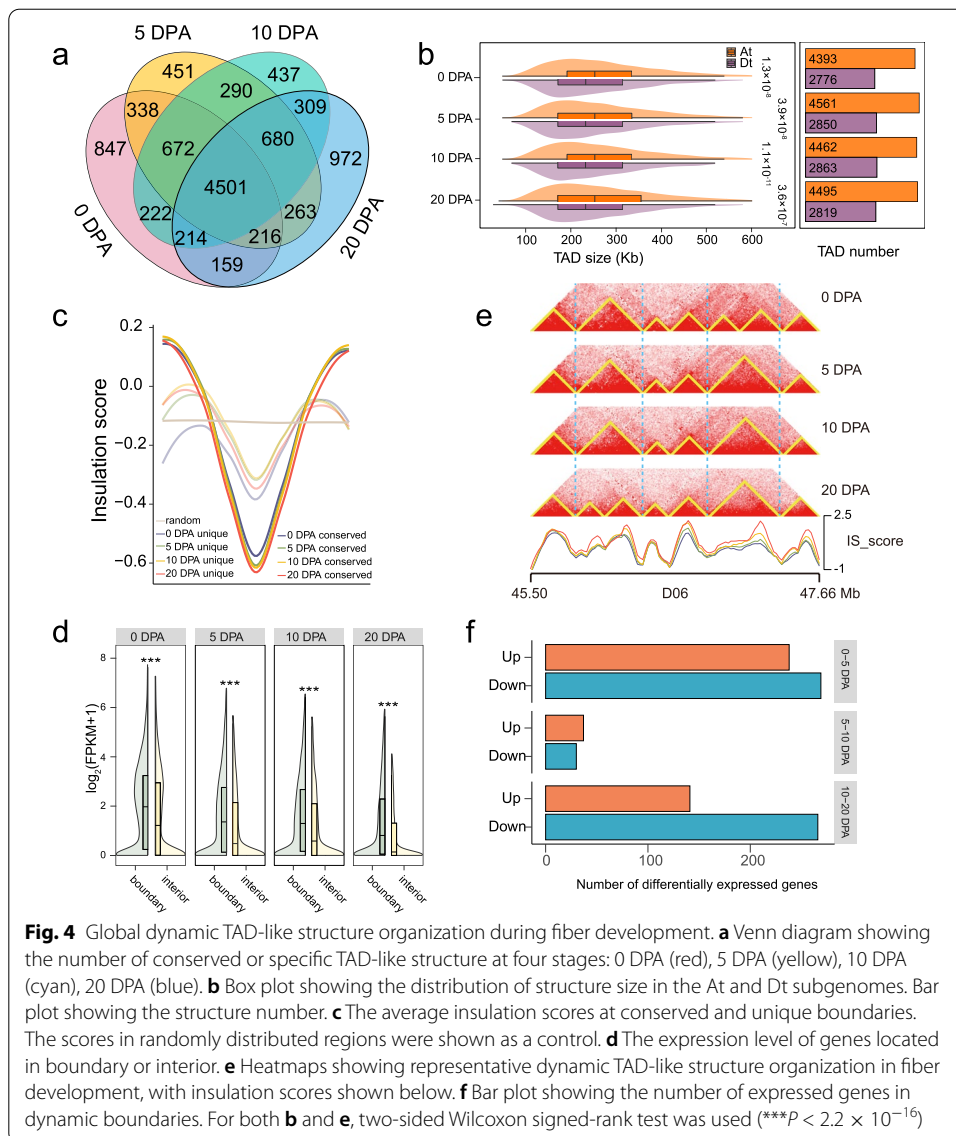 a
5 DPA
10 DPA
451
437
290
338
309
847
672
680
972
4501
222
263
214
216
159
0 DPA
20 DPA
b
At
Dt
0 DPA
5 DPA
10 DPA
20 DPA
1.3×10⁻⁸
3.9×10⁻⁸
1.1×10⁻¹¹
3.6×10⁻⁷
100 200 300 400 500 600
TAD size (Kb)
4393
2776
4561
2850
4462
2863
4495
2819
TAD number
c
Insulation score
0.2
0.0
−0.2
−0.4
−0.6
random
0 DPA unique
5 DPA unique
10 DPA unique
20 DPA unique
0 DPA conserved
5 DPA conserved
10 DPA conserved
20 DPA conserved
e
0 DPA
5 DPA
10 DPA
20 DPA
2.5
IS_score
-1
45.50 D06 47.66 Mb
d
0 DPA 5 DPA 10 DPA 20 DPA
*** *** *** ***
log₂(FPKM+1)
8
6
4
2
0
boundary interior boundary interior boundary interior boundary interior
f
Up
Down
0−5 DPA
Up
Down
5−10 DPA
Up
Down
10−20 DPA
0 100 200
Number of differentially expressed genes
Fig. 4 Global dynamic TAD-like structure organization during fiber development. a Venn diagram showing
the number of conserved or specific TAD-like structure at four stages: 0 DPA (red), 5 DPA (yellow), 10 DPA
(cyan), 20 DPA (blue). b Box plot showing the distribution of structure size in the At and Dt subgenomes. Bar
plot showing the structure number. c The average insulation scores at conserved and unique boundaries.
The scores in randomly distributed regions were shown as a control. d The expression level of genes located
in boundary or interior. e Heatmaps showing representative dynamic TAD-like structure organization in fiber
development, with insulation scores shown below. f Bar plot showing the number of expressed genes in
dynamic boundaries. For both b and e, two-sided Wilcoxon signed-rank test was used (***P < 2.2 × 10⁻¹⁶)